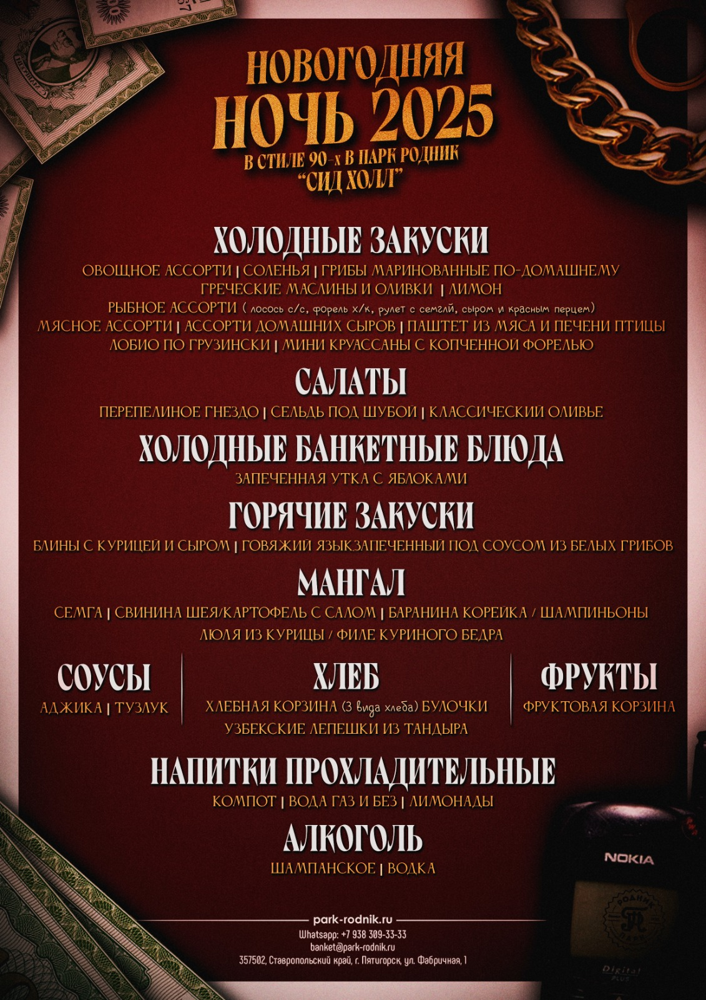 НОВОГОДНЯЯ
НОЧЬ 2025
В СТИЛЕ 90-х В ПАРК РОДНИК
“СИД ХОЛЛ”
ХОЛОДНЫЕ ЗАКУСКИ
ОВОЩНОЕ АССОРТИ | СОЛЕНЬЯ | ГРИБЫ МАРИНОВАННЫЕ ПО-ДОМАШНЕМУ
ГРЕЧЕСКИЕ МАСЛИНЫ И ОЛИВКИ | ЛИМОН
РЫБНОЕ АССОРТИ ( лосось с/с, форель х/к, рулет с семглй, сыром и красным перцем)
МЯСНОЕ АССОРТИ | АССОРТИ ДОМАШНИХ СЫРОВ | ПАШТЕТ ИЗ МЯСА И ПЕЧЕНИ ПТИЦЫ
ЛОБИО ПО ГРУЗИНСКИ | МИНИ КРУАССАНЫ С КОПЧЕННОЙ ФОРЕЛЬЮ
САЛАТЫ
ПЕРЕПЕЛИНОЕ ГНЕЗДО | СЕЛЬДЬ ПОД ШУБОЙ | КЛАССИЧЕСКИЙ ОЛИВЬЕ
ХОЛОДНЫЕ БАНКЕТНЫЕ БЛЮДА
ЗАПЕЧЕННАЯ УТКА С ЯБЛОКАМИ
ГОРЯЧИЕ ЗАКУСКИ
БЛИНЫ С КУРИЦЕЙ И СЫРОМ | ГОВЯЖИЙ ЯЗЫК ЗАПЕЧЕННЫЙ ПОД СОУСОМ ИЗ БЕЛЫХ ГРИБОВ
МАНГАЛ
СЕМГА | СВИНИНА ШЕЯ/КАРТОФЕЛЬ С САЛОМ | БАРАНИНА КОРЕЙКА / ШАМПИНЬОНЫ
ЛЮЛЯ ИЗ КУРИЦЫ / ФИЛЕ КУРИНОГО БЕДРА
СОУСЫ
АДЖИКА | ТУЗЛУК
ХЛЕБ
ХЛЕБНАЯ КОРЗИНА (3 вида хлеба) БУЛОЧКИ
УЗБЕКСКИЕ ЛЕПЕШКИ ИЗ ТАНДЫРА
ФРУКТЫ
ФРУКТОВАЯ КОРЗИНА
НАПИТКИ ПРОХЛАДИТЕЛЬНЫЕ
КОМПОТ | ВОДА ГАЗ И БЕЗ | ЛИМОНАДЫ
АЛКОГОЛЬ
ШАМПАНСКОЕ | ВОДКА
NOKIA
РОДНИК
ПАРК
Digital
PLUS
park-rodnik.ru
Whatsapp: +7 938 309-33-33
banket@park-rodnik.ru
357502, Ставропольский край, г. Пятигорск, ул. Фабричная, 1